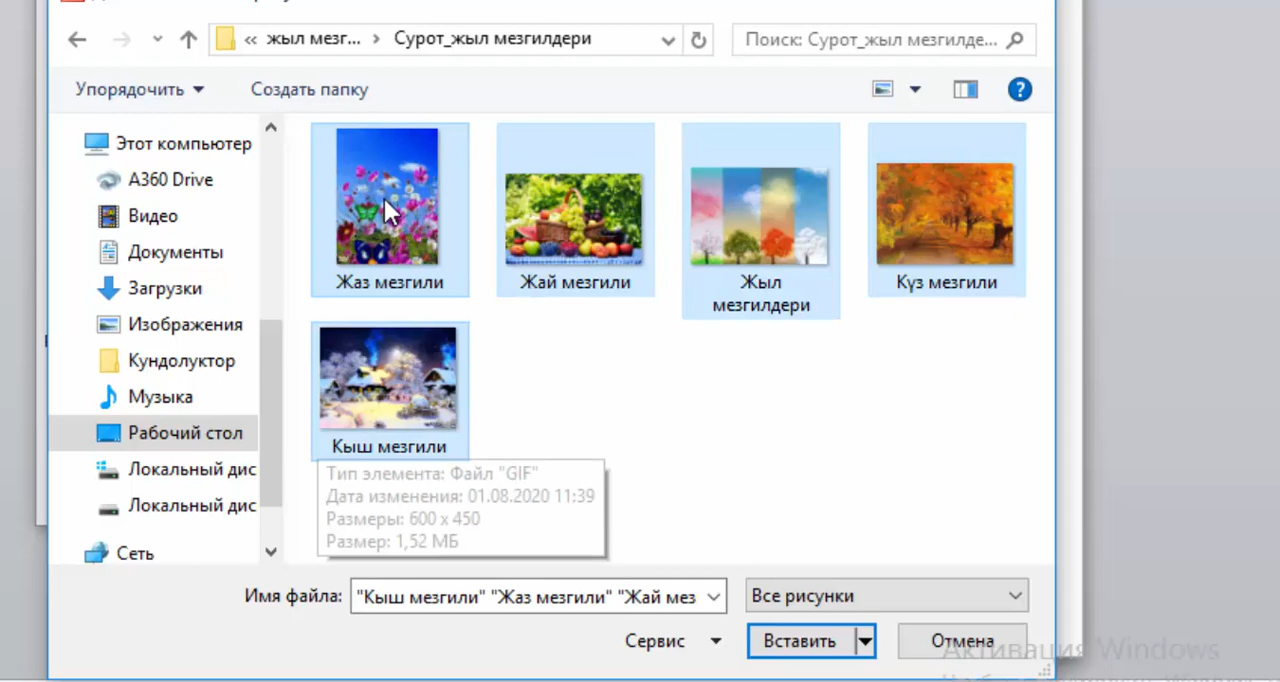 « жыл мезг... › Сурот_жыл мезгилдери
Поиск: Сурот_жыл мезгилде...
Упорядочить
Создать папку
Этот компьютер
A360 Drive
Видео
Документы
Загрузки
Изображения
Кундолуктор
Музыка
Рабочий стол
Локальный дис
Локальный дис
Сеть
Жаз мезгили
Жай мезгили
Жыл
мезгилдери
Күз мезгили
Кыш мезгили
Тип элемента: Файл "GIF"
Дата изменения: 01.08.2020 11:39
Размеры: 600 x 450
Размер: 1,52 МБ
Имя файла:
"Кыш мезгили" "Жаз мезгили" "Жай мез
Все рисунки
Сервис
Вставить
Отмена
Активация Windows